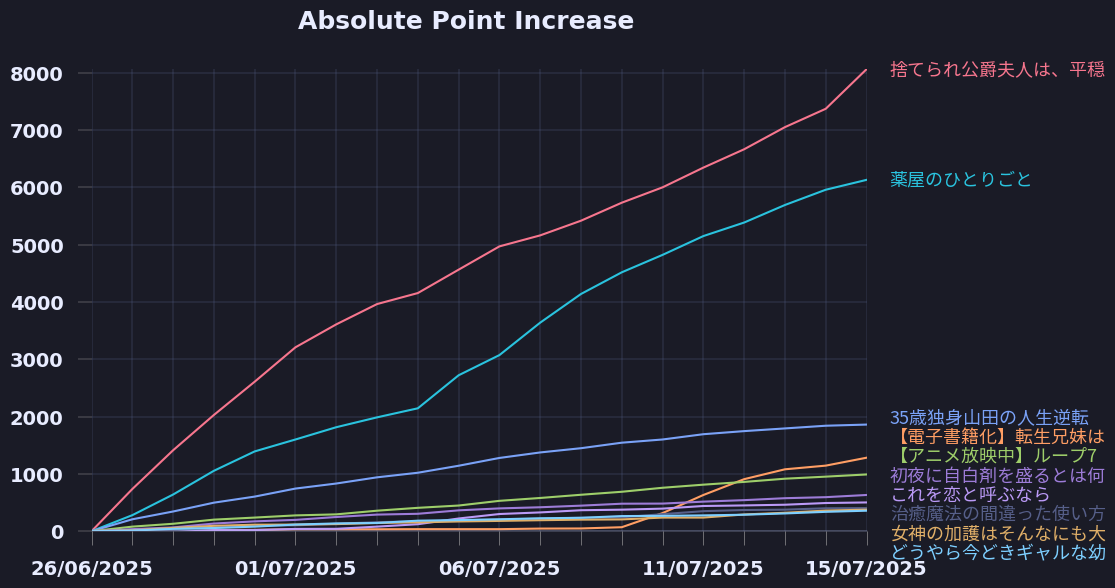 Absolute Point Increase
8000
7000
6000
5000
4000
3000
2000
1000
0
26/06/2025
01/07/2025
06/07/2025
11/07/2025
15/07/2025
捨てられ公爵夫人は、平穏
薬屋のひとりごと
35歳独身山田の人生逆転
【電子書籍化】転生兄妹は
【アニメ放映中】ループ7
初夜に自白剤を盛るとは何
これを恋と呼ぶなら
治癒魔法の間違った使い方
女神の加護はそんなにも大
どうやら今どきギャルな幼